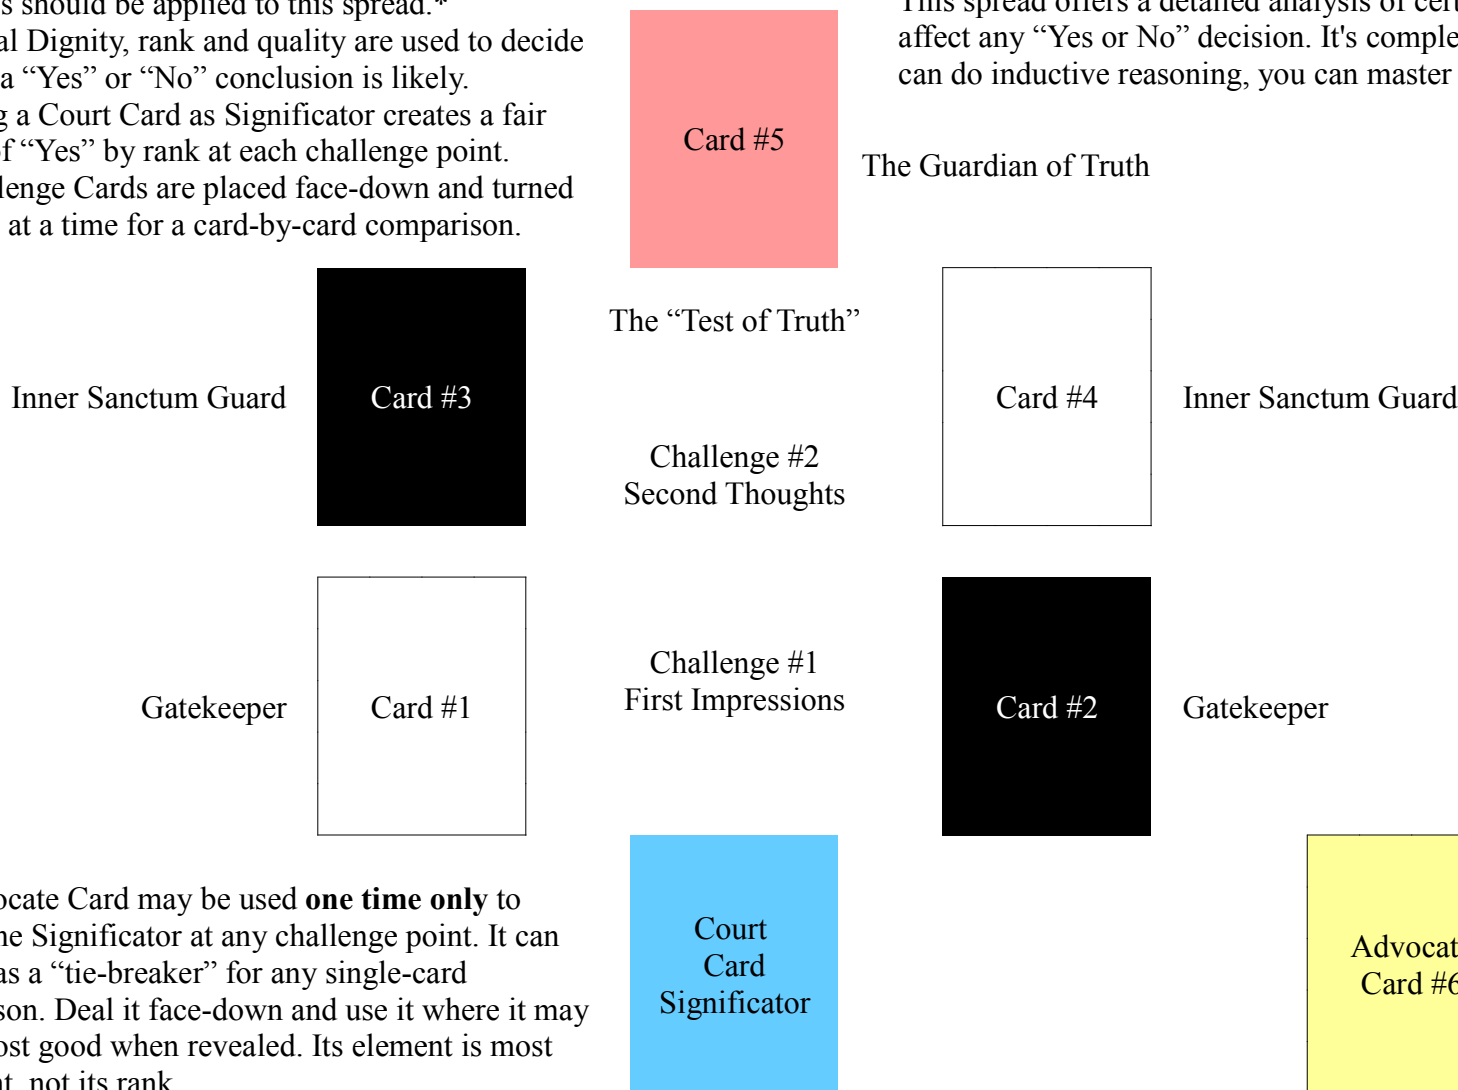 s should be applied to this spread.*
al Dignity, rank and quality are used to decide
a “Yes” or “No” conclusion is likely.
g a Court Card as Significator creates a fair
of “Yes” by rank at each challenge point.
lenge Cards are placed face-down and turned
at a time for a card-by-card comparison.
This spread offers a detailed analysis of cert
affect any “Yes or No” decision. It's comple
can do inductive reasoning, you can master
Card #5
The Guardian of Truth
The “Test of Truth”
Inner Sanctum Guard
Card #3
Card #4
Inner Sanctum Guard
Challenge #2
Second Thoughts
Challenge #1
First Impressions
Gatekeeper
Card #1
Card #2
Gatekeeper
ocate Card may be used one time only to
he Significator at any challenge point. It can
as a “tie-breaker” for any single-card
son. Deal it face-down and use it where it may
ost good when revealed. Its element is most
nt, not its rank
Court
Card
Significator
Advocat
Card #6